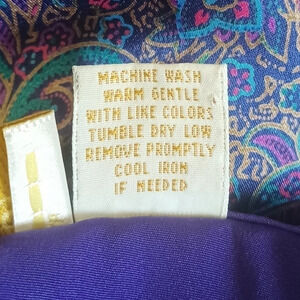 MACHINE WASH
WARM GENTLE
WITH LIKE COLORS
TUMBLE DRY LOW
REMOVE PROMPTLY
COOL IRON
IF NEEDED